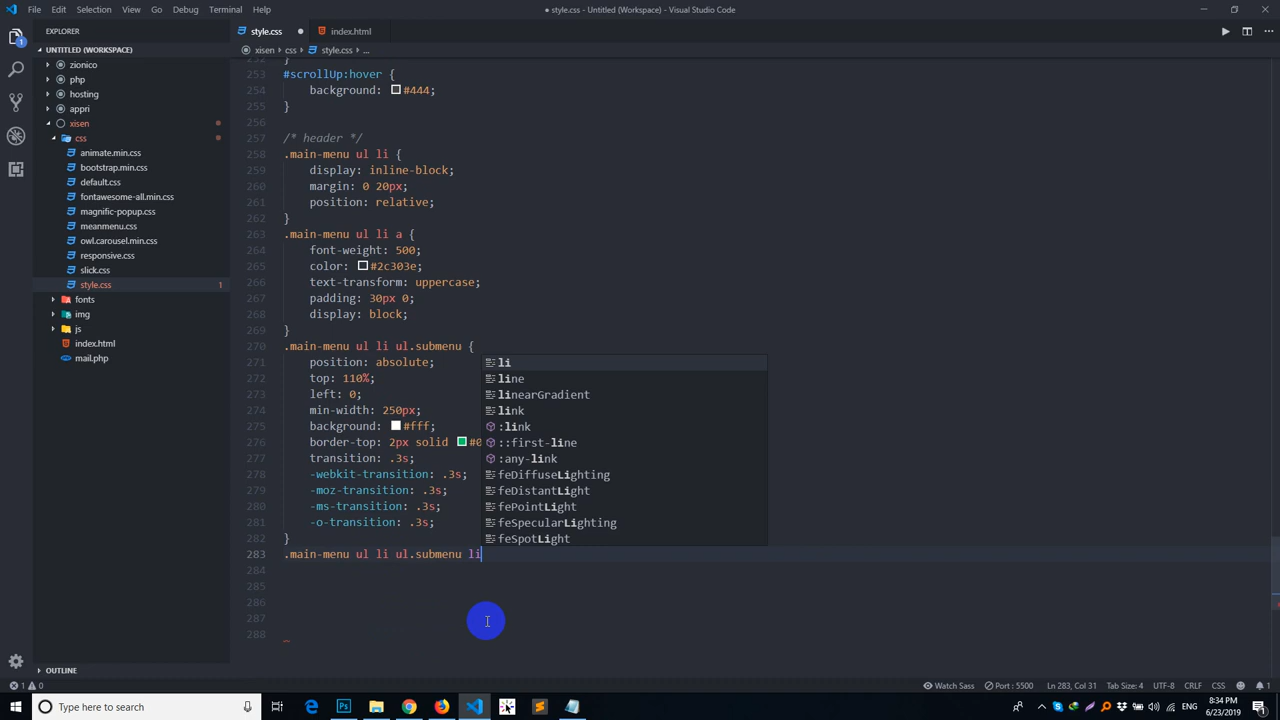 File Edit Selection View Go Debug Terminal Help
● style.css - Untitled (Workspace) - Visual Studio Code
EXPLORER
style.css
index.html
UNTITLED (WORKSPACE)
xisen css style.css ...
zionico
php
hosting
appri
xisen
css
animate.min.css
bootstrap.min.css
default.css
fontawesome-all.min.css
magnific-popup.css
meanmenu.css
owl.carousel.min.css
responsive.css
slick.css
style.css 1
fonts
img
js
index.html
mail.php
OUTLINE
252 }
253 #scrollUp:hover {
254 background: #444;
255 }
256
257 /* header */
258 .main-menu ul li {
259 display: inline-block;
260 margin: 0 20px;
261 position: relative;
262 }
263 .main-menu ul li a {
264 font-weight: 500;
265 color: #2c303e;
266 text-transform: uppercase;
267 padding: 30px 0;
268 display: block;
269 }
270 .main-menu ul li ul.submenu {
271 position: absolute;
272 top: 110%;
273 left: 0;
274 min-width: 250px;
275 background: #fff;
276 border-top: 2px solid #0
277 transition: .3s;
278 -webkit-transition: .3s;
279 -moz-transition: .3s;
280 -ms-transition: .3s;
281 -o-transition: .3s;
282 }
283 .main-menu ul li ul.submenu li
284
285
286
287
288
li
line
linearGradient
link
:link
::first-line
:any-link
feDiffuseLighting
feDistantLight
fePointLight
feSpecularLighting
feSpotLight
1 0
Watch Sass Port : 5500 Ln 283, Col 31 Tab Size: 4 UTF-8 CRLF CSS 1
Type here to search
ENG
8:34 PM
6/23/2019